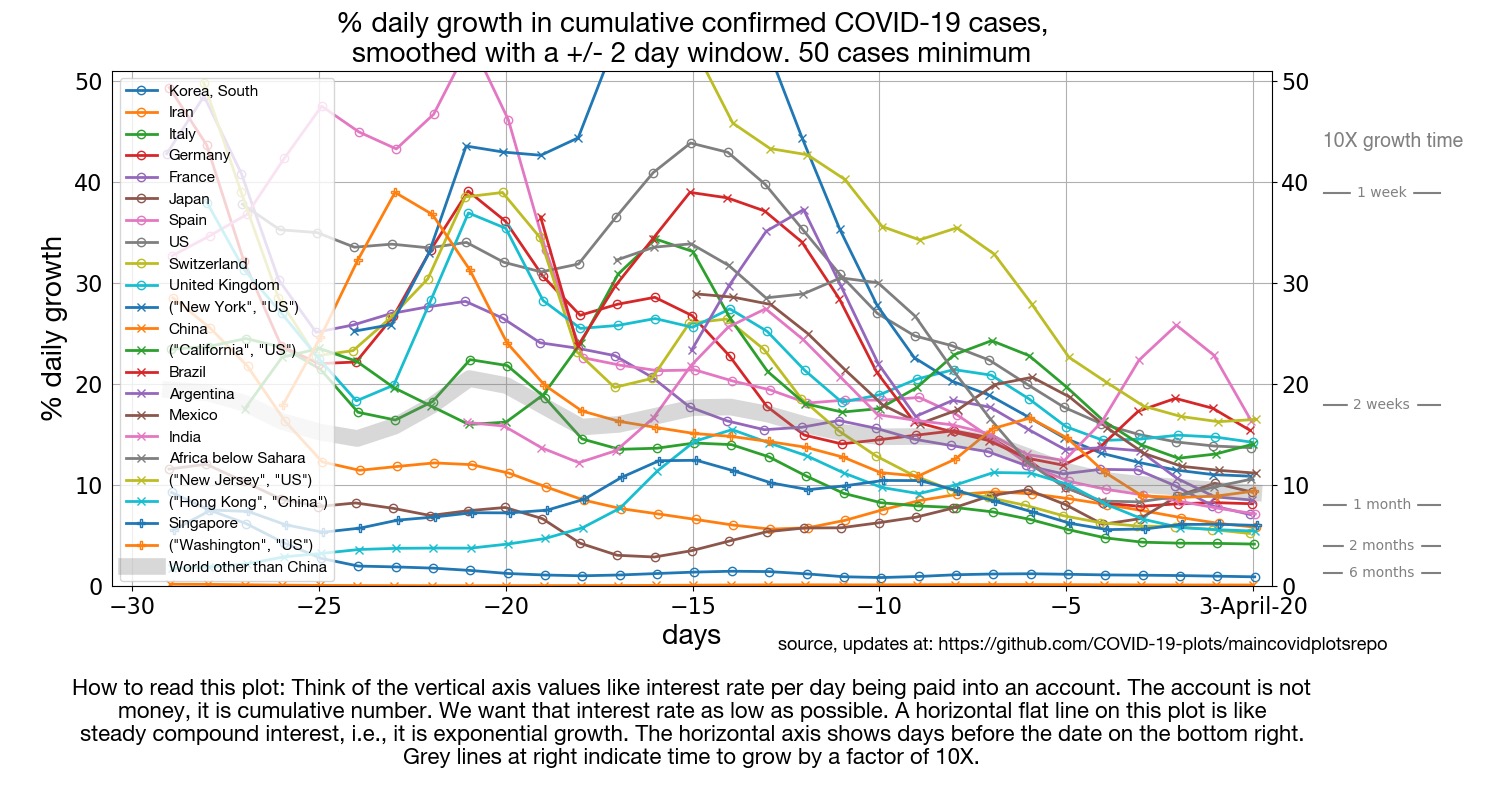 % daily growth in cumulative confirmed COVID-19 cases,
smoothed with a +/- 2 day window. 50 cases minimum
% daily growth
50
40
30
20
10
0
Korea, South
Iran
Italy
Germany
France
Japan
Spain
US
Switzerland
United Kingdom
("New York", "US")
China
("California", "US")
Brazil
Argentina
Mexico
India
Africa below Sahara
("New Jersey", "US")
("Hong Kong", "China")
Singapore
("Washington", "US")
World other than China
50
40
30
20
10
0
10X growth time
1 week
2 weeks
1 month
2 months
6 months
−30 −25 −20 −15 −10 −5 3-April-20
days
source, updates at: https://github.com/COVID-19-plots/maincovidplotsrepo
How to read this plot: Think of the vertical axis values like interest rate per day being paid into an account. The account is not
money, it is cumulative number. We want that interest rate as low as possible. A horizontal flat line on this plot is like
steady compound interest, i.e., it is exponential growth. The horizontal axis shows days before the date on the bottom right.
Grey lines at right indicate time to grow by a factor of 10X.